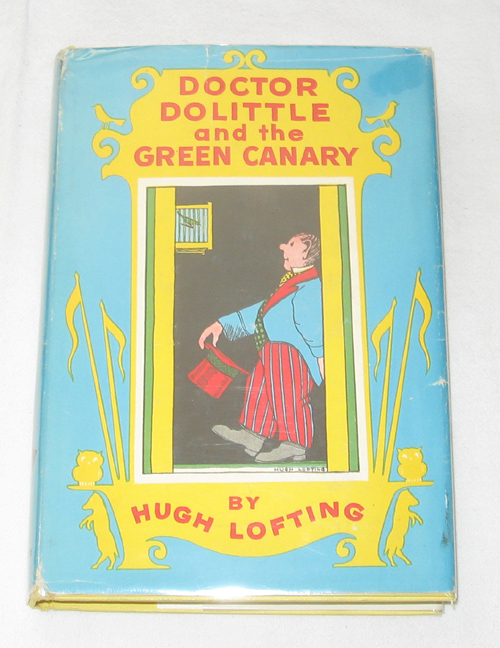 DOCTOR
DOLITTLE
and the
GREEN CANARY
HUGH LOFTING
BY
HUGH LOFTING